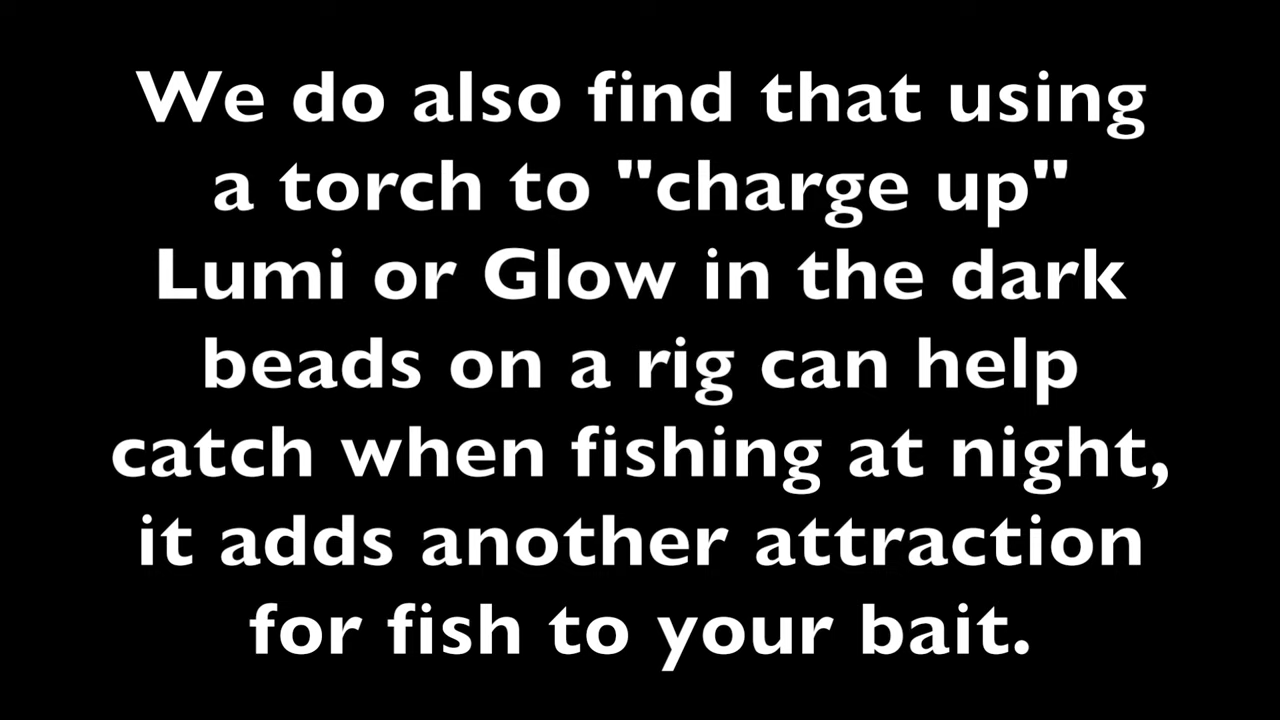 We do also find that using
a torch to "charge up"
Lumi or Glow in the dark
beads on a rig can help
catch when fishing at night,
it adds another attraction
for fish to your bait.